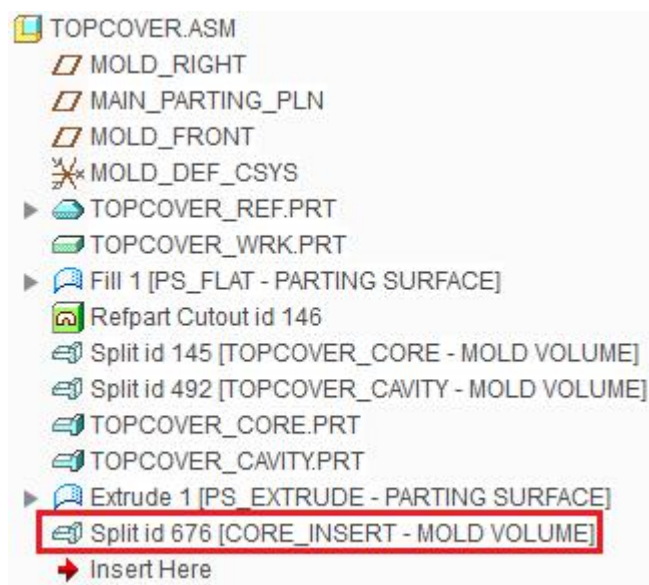 TOPCOVER.ASM
MOLD_RIGHT
MAIN_PARTING_PLN
MOLD_FRONT
MOLD_DEF_CSYS
TOPCOVER_REF.PRT
TOPCOVER_WRK.PRT
Fill 1 [PS_FLAT - PARTING SURFACE]
Refpart Cutout id 146
Split id 145 [TOPCOVER_CORE - MOLD VOLUME]
Split id 492 [TOPCOVER_CAVITY - MOLD VOLUME]
TOPCOVER_CORE.PRT
TOPCOVER_CAVITY.PRT
Extrude 1 [PS_EXTRUDE - PARTING SURFACE]
Split id 676 [CORE_INSERT - MOLD VOLUME]
Insert Here